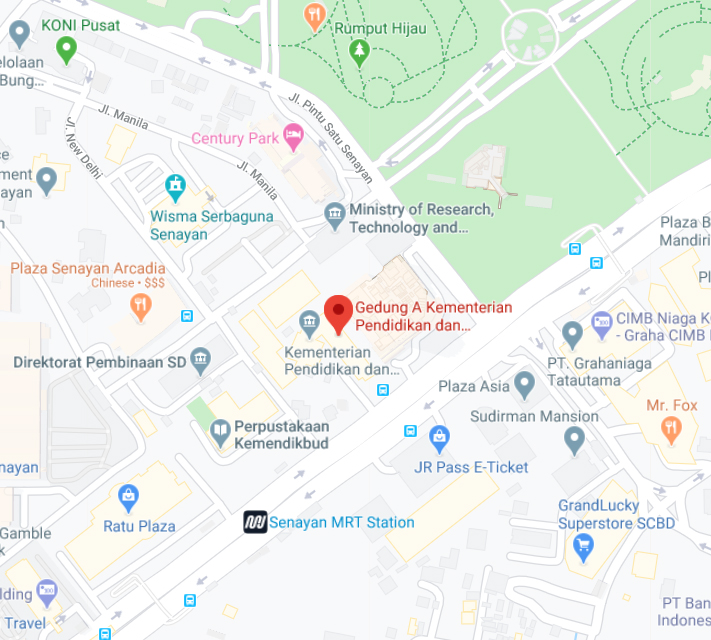 KONI Pusat
Rumput Hijau
elolaan
Bung...
Jl. Manila
Jl. Pintu Satu Senayan
Jl. New Delhi
Century Park
Jl. Manila
ce
ment
ayan
Wisma Serbaguna
Senayan
Ministry of Research,
Technology and...
Plaza B
Mandiri
Plaza Senayan Arcadia
Chinese • $$$
Pl
Gedung A Kementerian
Pendidikan dan...
CIMB Niaga K
- Graha CIMB
Kementerian
Pendidikan dan...
Direktorat Pembinaan SD
PT. Grahaniaga
Tatautama
Plaza Asia
Mr. Fox
Sudirman Mansion
Perpustakaan
Kemendikbud
enayan
JR Pass E-Ticket
Ratu Plaza
GrandLucky
Superstore SCBD
Senayan MRT Station
Gamble
k
lding
Travel
PT Ban
Indones